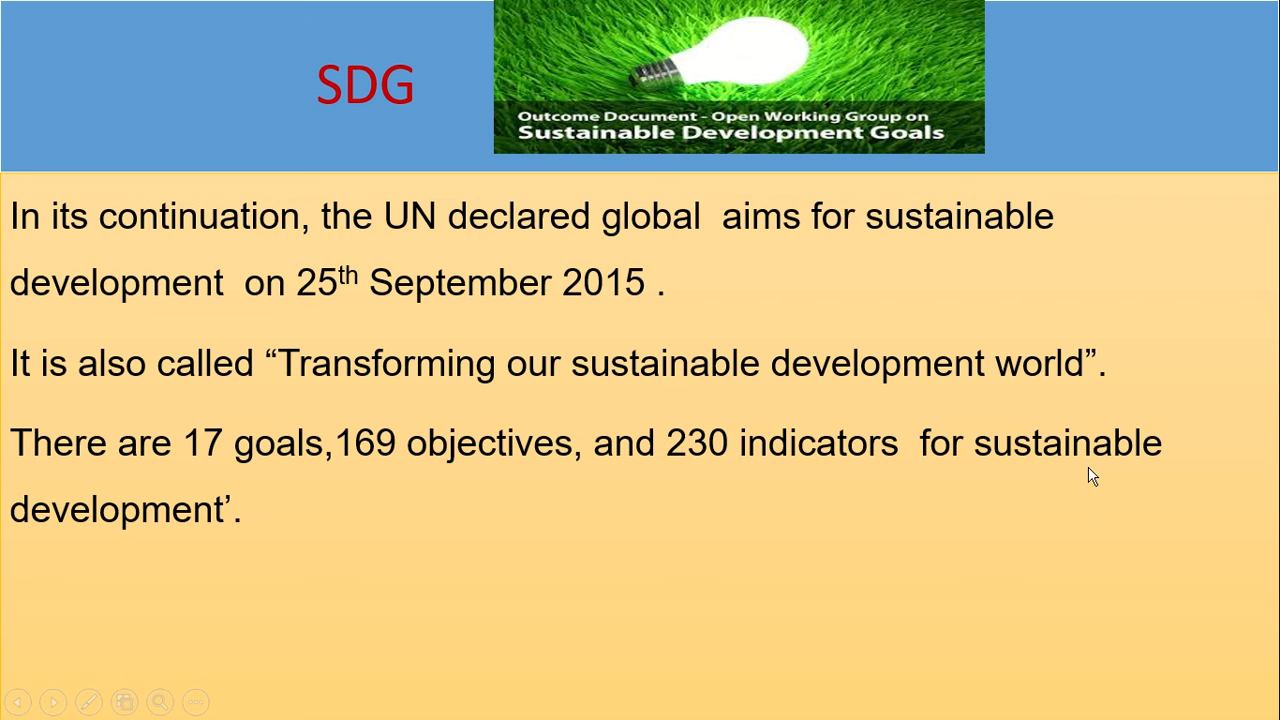 SDG
Outcome Document - Open Working Group on
Sustainable Development Goals
In its continuation, the UN declared global  aims for sustainable
development  on 25th September 2015 .
It is also called “Transforming our sustainable development world”.
There are 17 goals,169 objectives, and 230 indicators  for sustainable
development’.